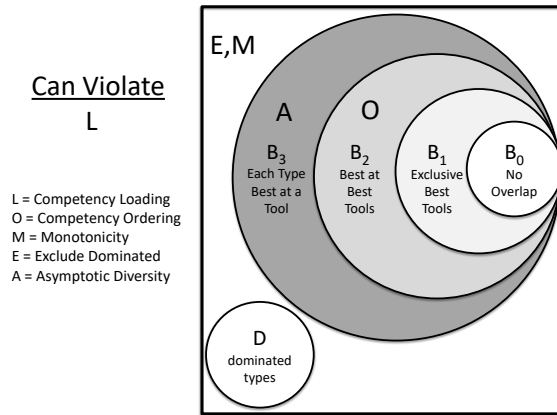 Can Violate
L
L = Competency Loading
O = Competency Ordering
M = Monotonicity
E = Exclude Dominated
A = Asymptotic Diversity
E,M
A
O
B3
Each Type
Best at a
Tool
B2
Best at
Best
Tools
B1
Exclusive
Best
Tools
B0
No
Overlap
D
dominated
types